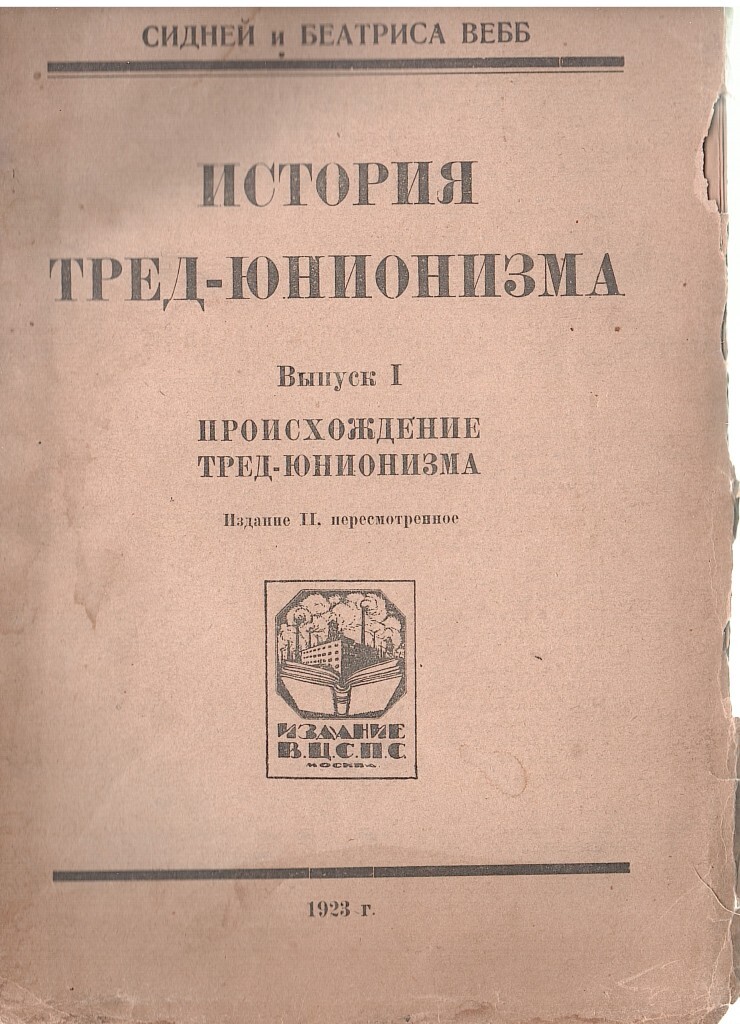 СИДНЕЙ и БЕАТРИСА ВЕББ
ИСТОРИЯ
ТРЕД-ЮНИОНИЗМА
Выпуск I
ПРОИСХОЖДЕНИЕ
ТРЕД-ЮНИОНИЗМА
Издание II. пересмотренное
ИЗДАНИЕ
В.Ц.С.П.С.
МОСКВА
1923 г.